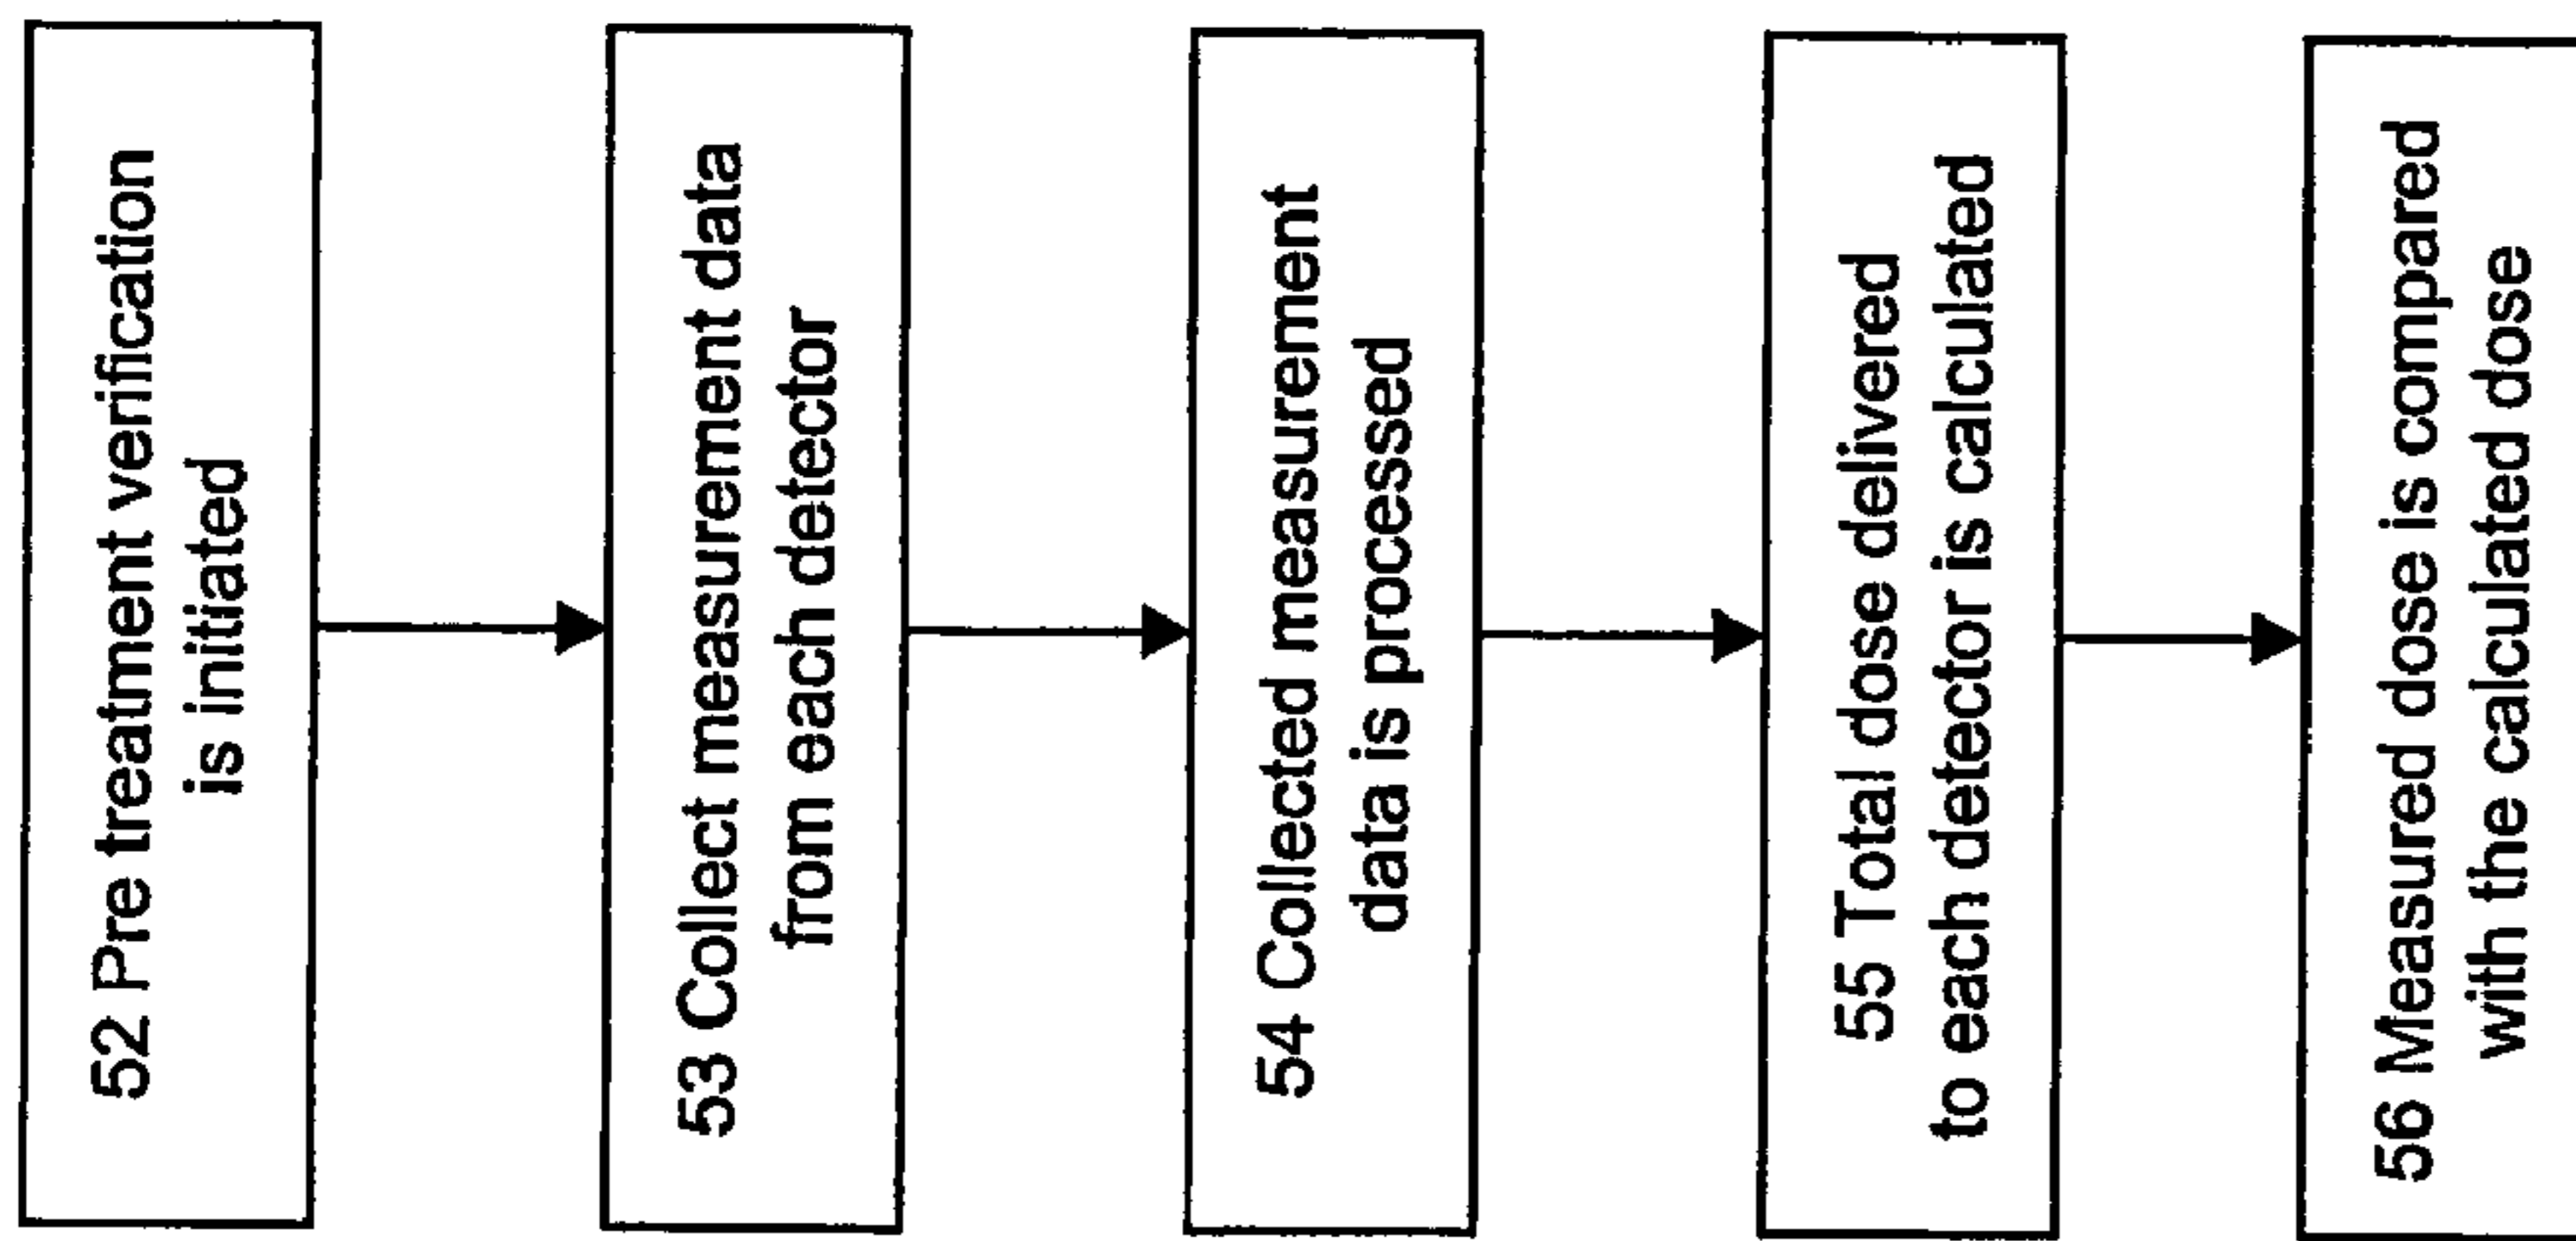 52 Pre treatment verification
is initiated
53 Collect measurement data
from each detector
54 Collected measurement
data is processed
55 Total dose delivered
to each detector is calculated
56 Measured dose is compared
with the calculated dose